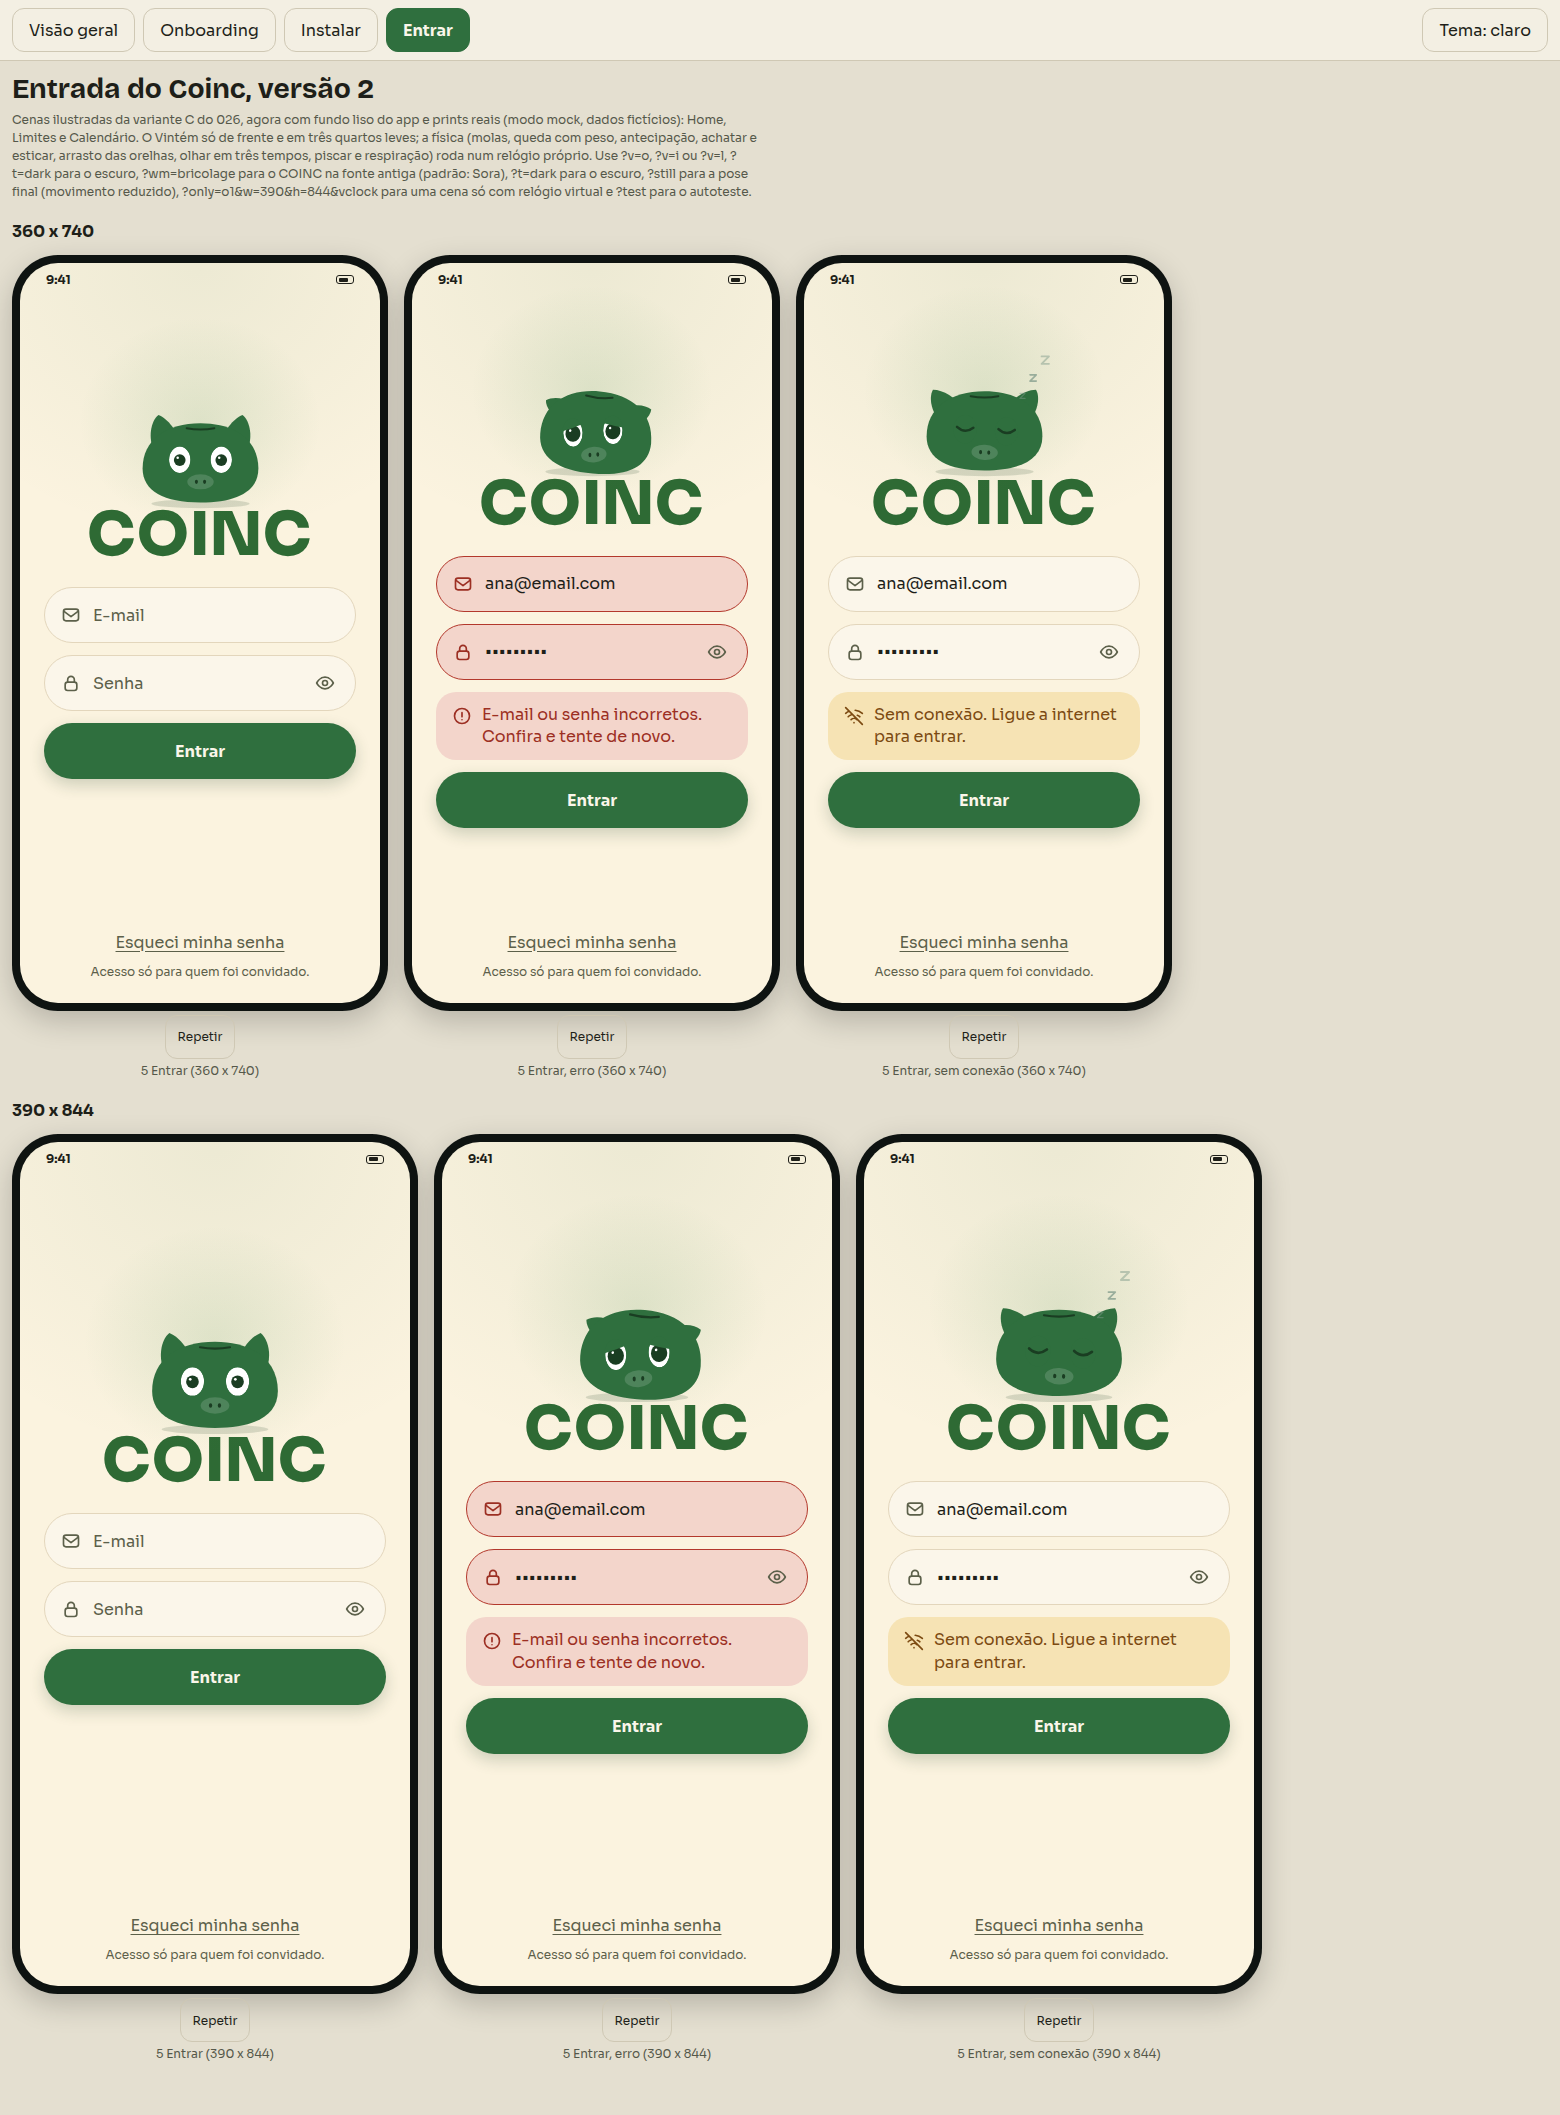 Visão geral
Onboarding
Instalar
Entrar
Tema: claro
Entrada do Coinc, versão 2
Cenas ilustradas da variante C do 026, agora com fundo liso do app e prints reais (modo mock, dados fictícios): Home,
Limites e Calendário. O Vintém só de frente e em três quartos leves; a física (molas, queda com peso, antecipação, achatar e
esticar, arrasto das orelhas, olhar em três tempos, piscar e respiração) roda num relógio próprio. Use ?v=o, ?v=i ou ?v=l, ?
t=dark para o escuro, ?wm=bricolage para o COINC na fonte antiga (padrão: Sora), ?t=dark para o escuro, ?still para a pose
final (movimento reduzido), ?only=o1&w=390&h=844&vclock para uma cena só com relógio virtual e ?test para o autoteste.
360 x 740
9:41
COINC
E-mail
Senha
Entrar
Esqueci minha senha
Acesso só para quem foi convidado.
Repetir
5 Entrar (360 x 740)
9:41
COINC
ana@email.com
•••••••••
E-mail ou senha incorretos.
Confira e tente de novo.
Entrar
Esqueci minha senha
Acesso só para quem foi convidado.
Repetir
5 Entrar, erro (360 x 740)
9:41
z
z
z
COINC
ana@email.com
•••••••••
Sem conexão. Ligue a internet
para entrar.
Entrar
Esqueci minha senha
Acesso só para quem foi convidado.
Repetir
5 Entrar, sem conexão (360 x 740)
390 x 844
9:41
COINC
E-mail
Senha
Entrar
Esqueci minha senha
Acesso só para quem foi convidado.
Repetir
5 Entrar (390 x 844)
9:41
COINC
ana@email.com
•••••••••
E-mail ou senha incorretos.
Confira e tente de novo.
Entrar
Esqueci minha senha
Acesso só para quem foi convidado.
Repetir
5 Entrar, erro (390 x 844)
9:41
z
z
z
COINC
ana@email.com
•••••••••
Sem conexão. Ligue a internet
para entrar.
Entrar
Esqueci minha senha
Acesso só para quem foi convidado.
Repetir
5 Entrar, sem conexão (390 x 844)